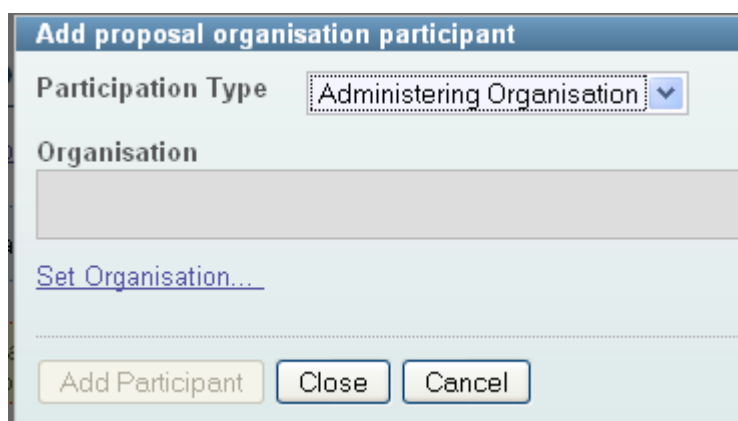 Add proposal organisation participant
Participation Type Administering Organisation
Organisation
Set Organisation...
Add Participant Close Cancel